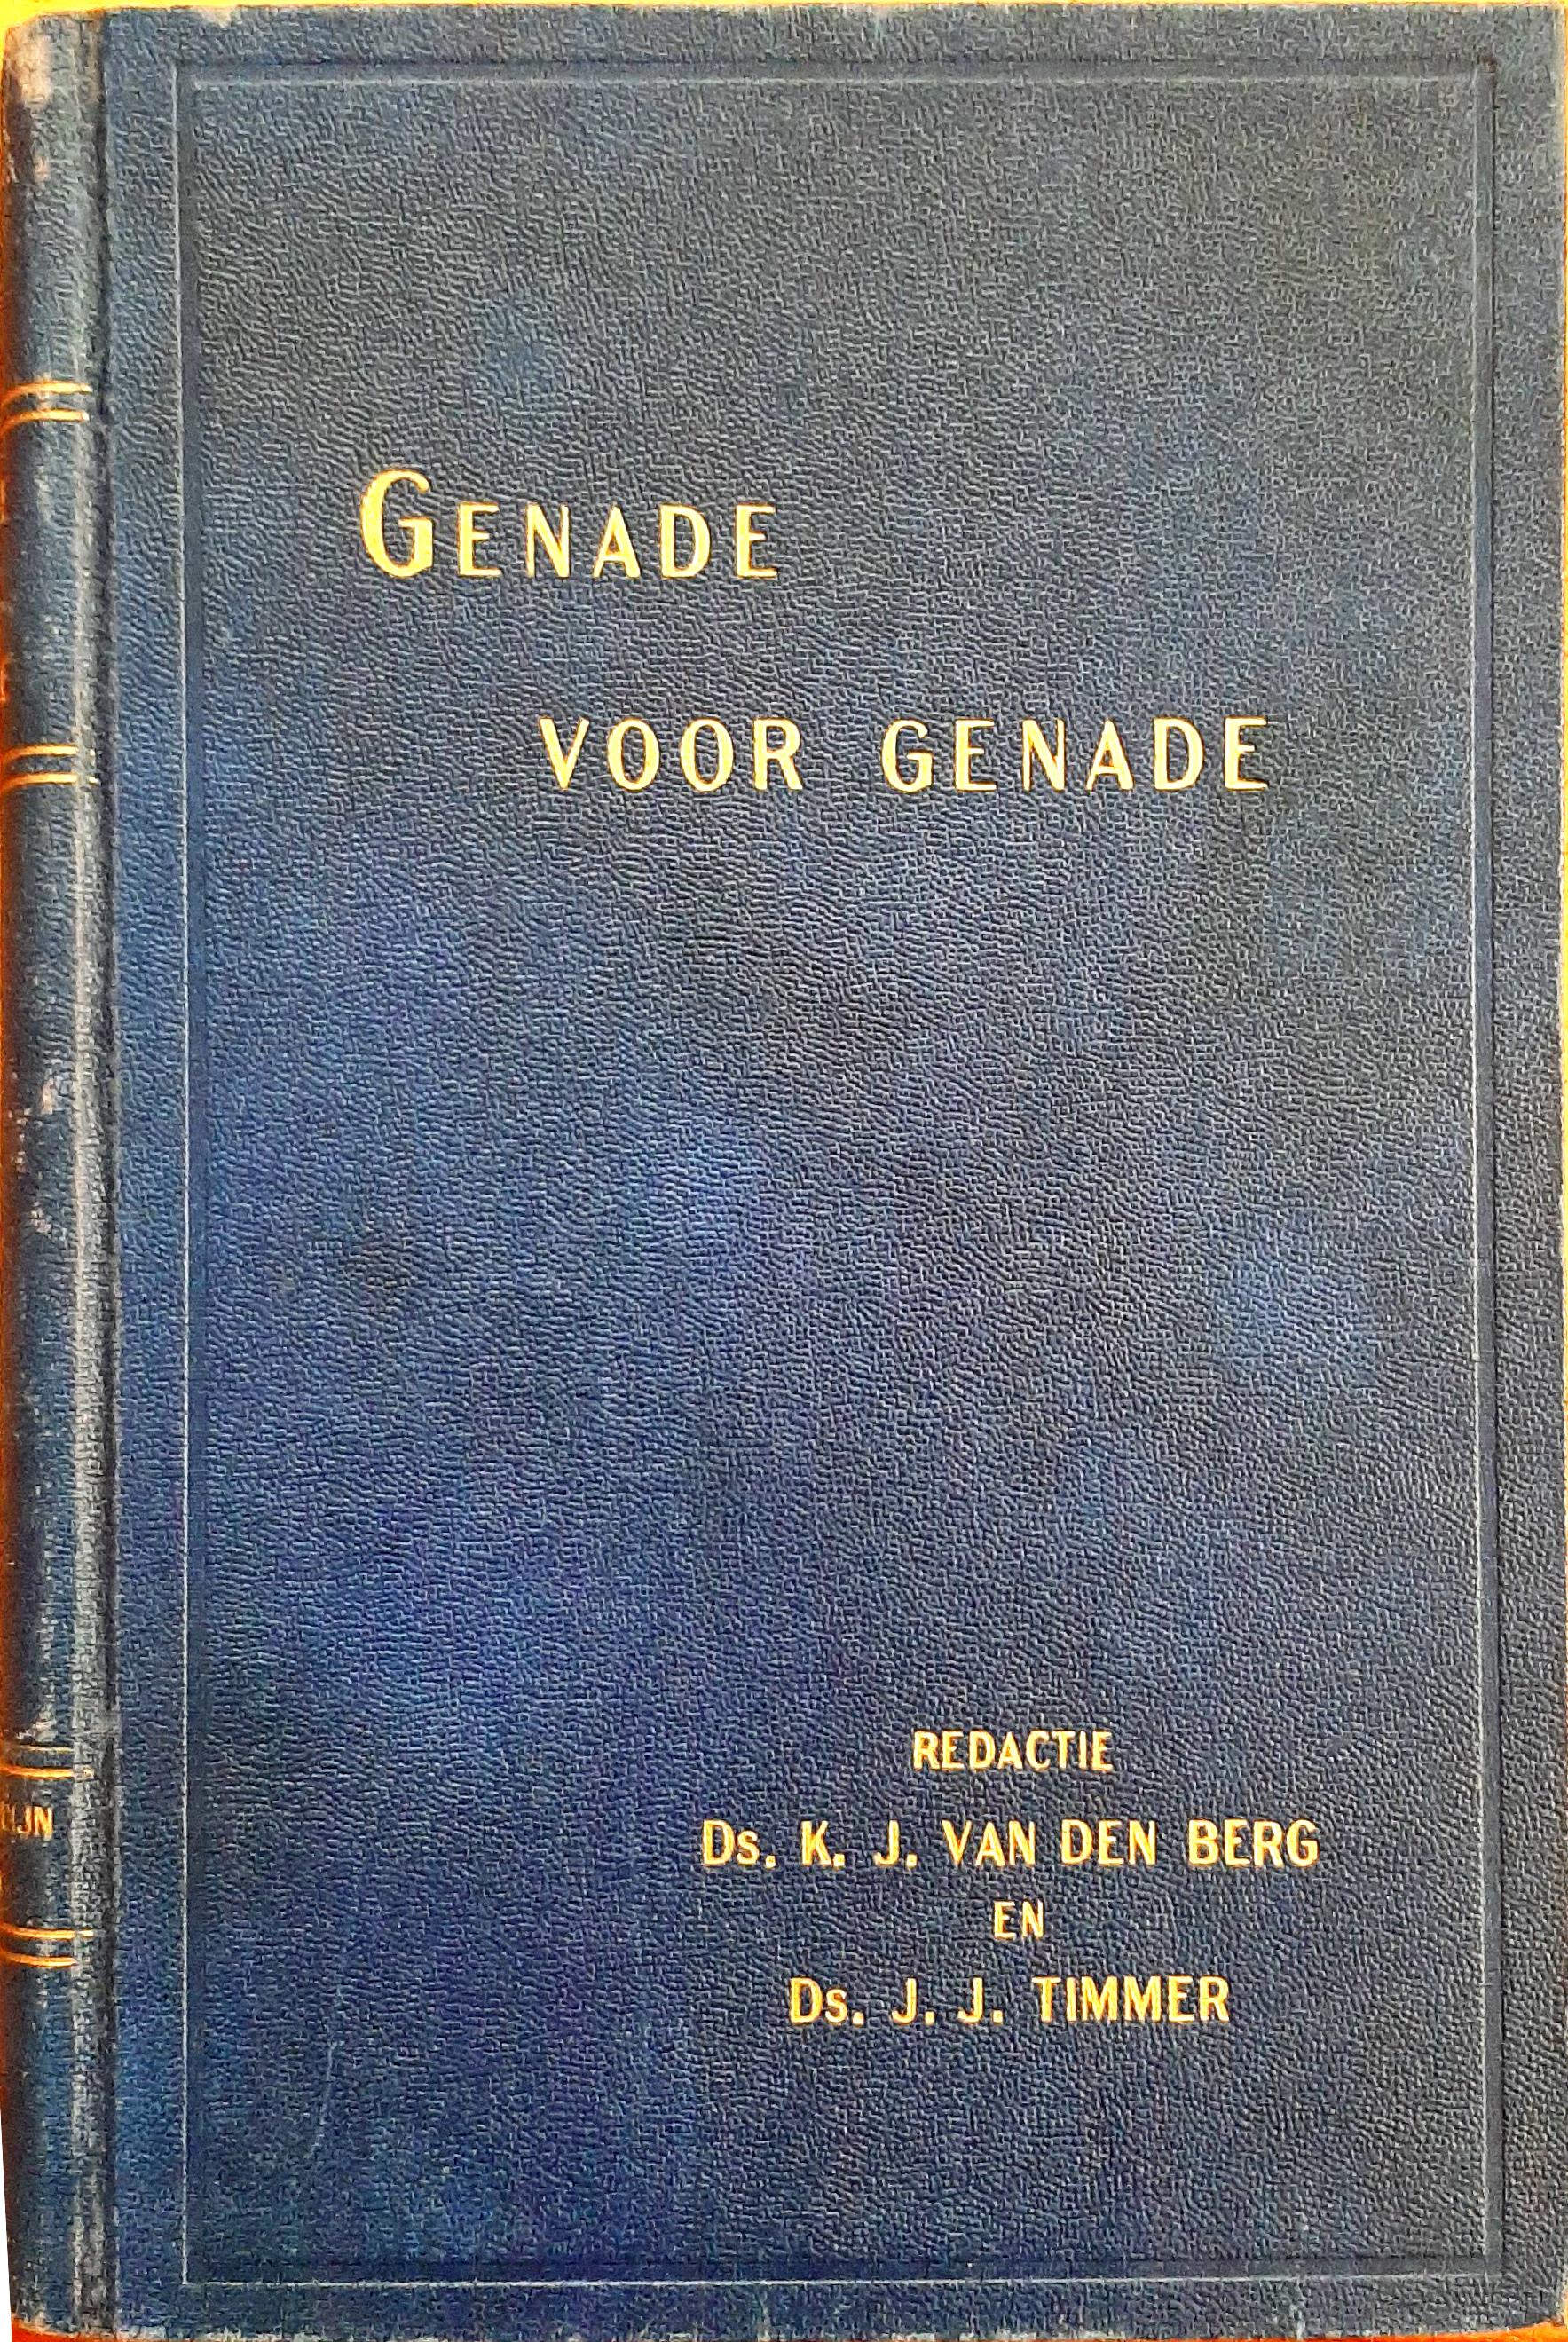 GENADE
VOOR GENADE
REDACTIE
Ds. K. J. VAN DEN BERG
EN
Ds. J. J. TIMMER